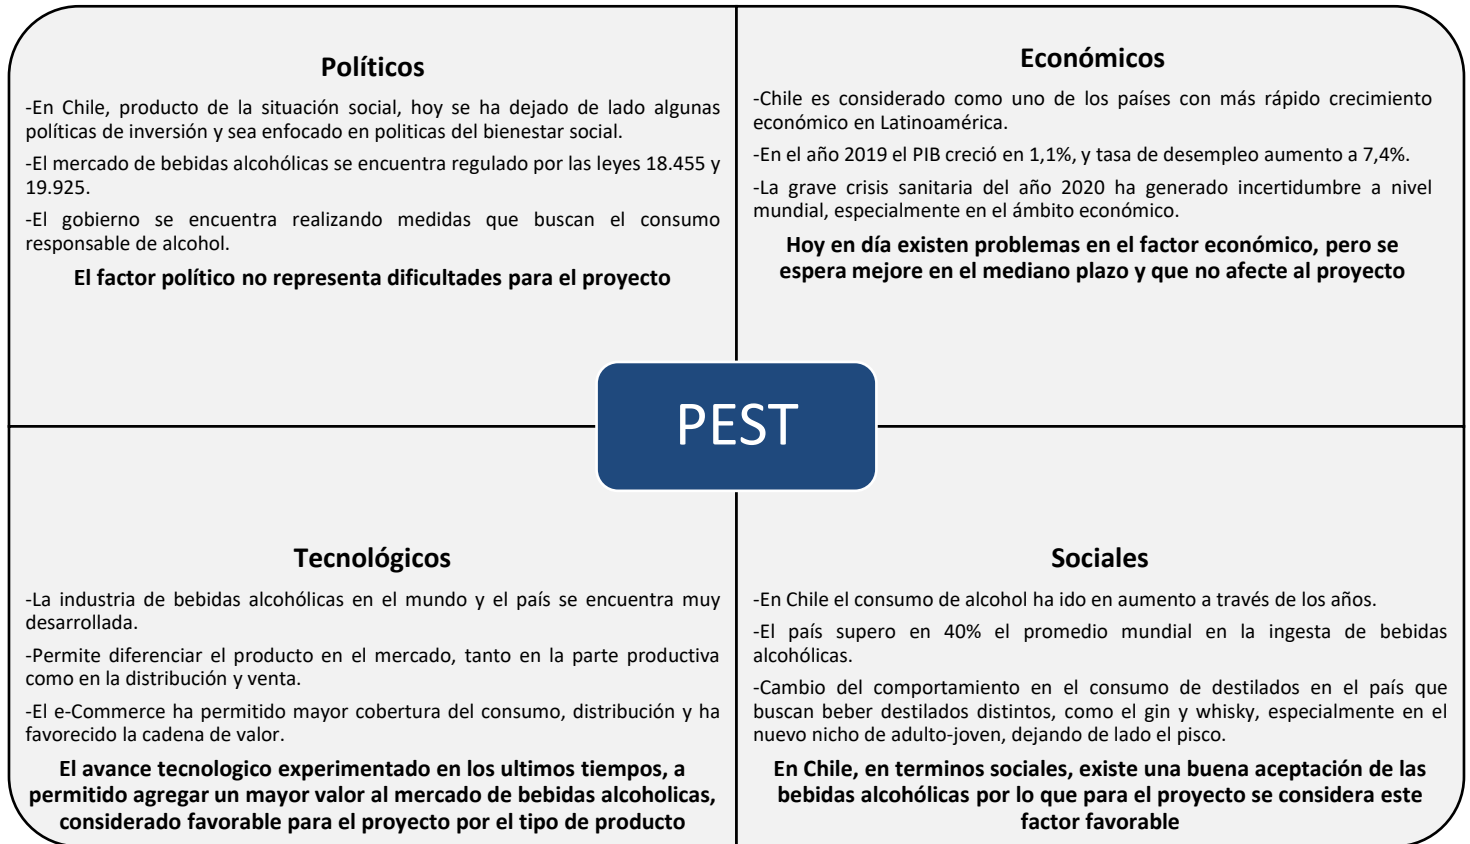 Políticos
-En Chile, producto de la situación social, hoy se ha dejado de lado algunas
políticas de inversión y sea enfocado en politicas del bienestar social.
-El mercado de bebidas alcohólicas se encuentra regulado por las leyes 18.455 y
19.925.
-El gobierno se encuentra realizando medidas que buscan el consumo
responsable de alcohol.
El factor político no representa dificultades para el proyecto
Económicos
-Chile es considerado como uno de los países con más rápido crecimiento
económico en Latinoamérica.
-En el año 2019 el PIB creció en 1,1%, y tasa de desempleo aumento a 7,4%.
-La grave crisis sanitaria del año 2020 ha generado incertidumbre a nivel
mundial, especialmente en el ámbito económico.
Hoy en día existen problemas en el factor económico, pero se
espera mejore en el mediano plazo y que no afecte al proyecto
PEST
Tecnológicos
-La industria de bebidas alcohólicas en el mundo y el país se encuentra muy
desarrollada.
-Permite diferenciar el producto en el mercado, tanto en la parte productiva
como en la distribución y venta.
-El e-Commerce ha permitido mayor cobertura del consumo, distribución y ha
favorecido la cadena de valor.
El avance tecnologico experimentado en los ultimos tiempos, a
permitido agregar un mayor valor al mercado de bebidas alcoholicas,
considerado favorable para el proyecto por el tipo de producto
Sociales
-En Chile el consumo de alcohol ha ido en aumento a través de los años.
-El país supero en 40% el promedio mundial en la ingesta de bebidas
alcohólicas.
-Cambio del comportamiento en el consumo de destilados en el país que
buscan beber destilados distintos, como el gin y whisky, especialmente en el
nuevo nicho de adulto-joven, dejando de lado el pisco.
En Chile, en terminos sociales, existe una buena aceptación de las
bebidas alcohólicas por lo que para el proyecto se considera este
factor favorable